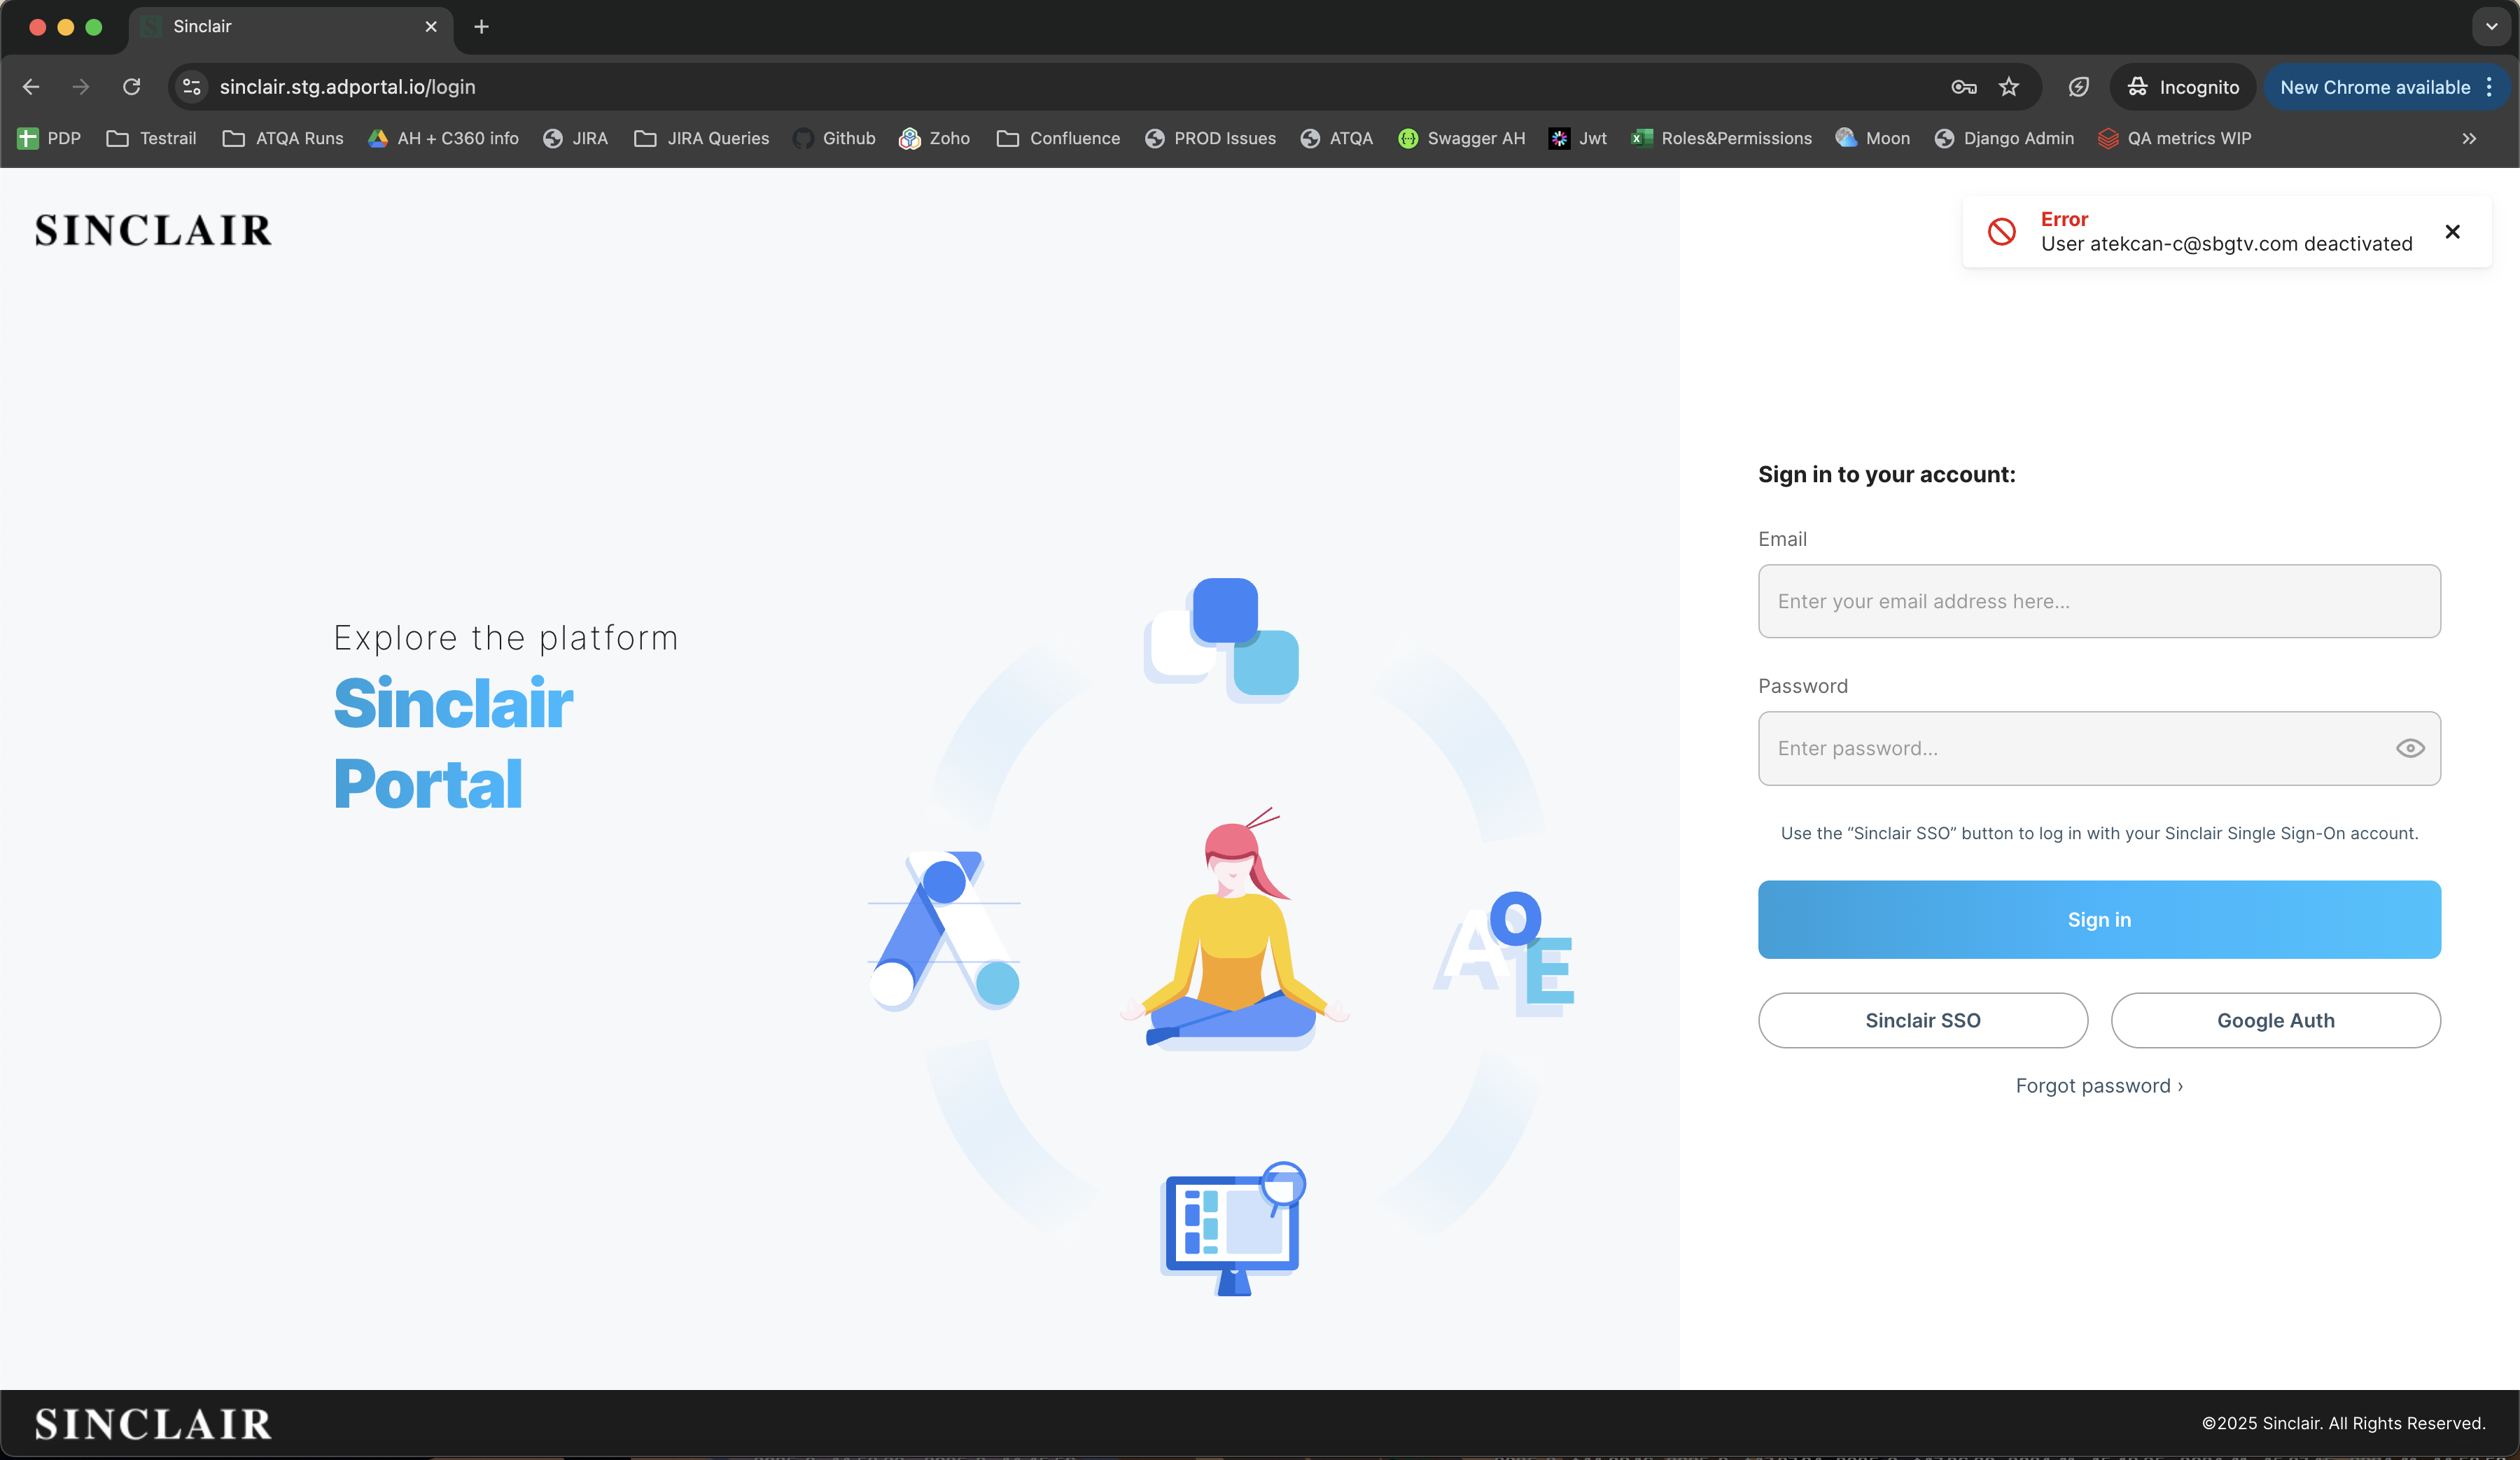 Sinclair
sinclair.stg.adportal.io/login
Incognito
New Chrome available
PDP
Testrail
ATQA Runs
AH + C360 info
JIRA
JIRA Queries
Github
Zoho
Confluence
PROD Issues
ATQA
Swagger AH
Jwt
Roles&Permissions
Moon
Django Admin
QA metrics WIP
SINCLAIR
Error
User atekcan-c@sbgtv.com deactivated
Explore the platform
Sinclair
Portal
A O E
Sign in to your account:
Email
Enter your email address here...
Password
Enter password...
Use the “Sinclair SSO” button to log in with your Sinclair Single Sign-On account.
Sign in
Sinclair SSO
Google Auth
Forgot password ›
SINCLAIR
©2025 Sinclair. All Rights Reserved.